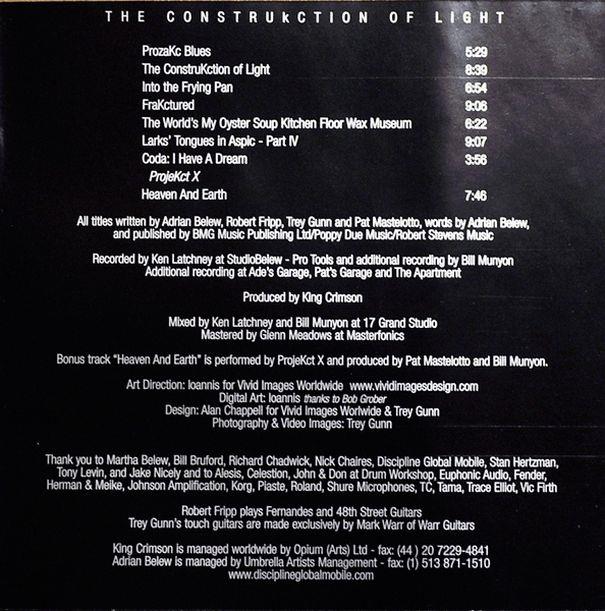 THE CONSTRUkCTION OF LIGHT
ProzaKc Blues 5:29
The ConstruKction of Light 8:39
Into the Frying Pan 6:54
FraKctured 9:06
The World's My Oyster Soup Kitchen Floor Wax Museum 6:22
Larks' Tongues in Aspic - Part IV 9:07
Coda: I Have A Dream 3:56
ProjeKct X
Heaven And Earth 7:46
All titles written by Adrian Belew, Robert Fripp, Trey Gunn and Pat Mastelotto, words by Adrian Belew,
and published by BMG Music Publishing Ltd/Poppy Due Music/Robert Stevens Music
Recorded by Ken Latchney at StudioBelew - Pro Tools and additional recording by Bill Munyon
Additional recording at Ade's Garage, Pat's Garage and The Apartment
Produced by King Crimson
Mixed by Ken Latchney and Bill Munyon at 17 Grand Studio
Mastered by Glenn Meadows at Masterfonics
Bonus track "Heaven And Earth" is performed by ProjeKct X and produced by Pat Mastelotto and Bill Munyon.
Art Direction: Ioannis for Vivid Images Worldwide www.vividimagesdesign.com
Digital Art: Ioannis thanks to Bob Grober
Design: Alan Chappell for Vivid Images Worlwide & Trey Gunn
Photography & Video Images: Trey Gunn
Thank you to Martha Belew, Bill Bruford, Richard Chadwick, Nick Chaires, Discipline Global Mobile, Stan Hertzman,
Tony Levin, and Jake Nicely and to Alesis, Celestion, John & Don at Drum Workshop, Euphonic Audio, Fender,
Herman & Meike, Johnson Amplification, Korg, Piaste, Roland, Shure Microphones, TC, Tama, Trace Elliot, Vic Firth
Robert Fripp plays Fernandes and 48th Street Guitars
Trey Gunn's touch guitars are made exclusively by Mark Warr of Warr Guitars
King Crimson is managed worldwide by Opium (Arts) Ltd - fax: (44 ) 20 7229-4841
Adrian Belew is managed by Umbrella Artists Management - fax: (1) 513 871-1510
www.disciplineglobalmobile.com